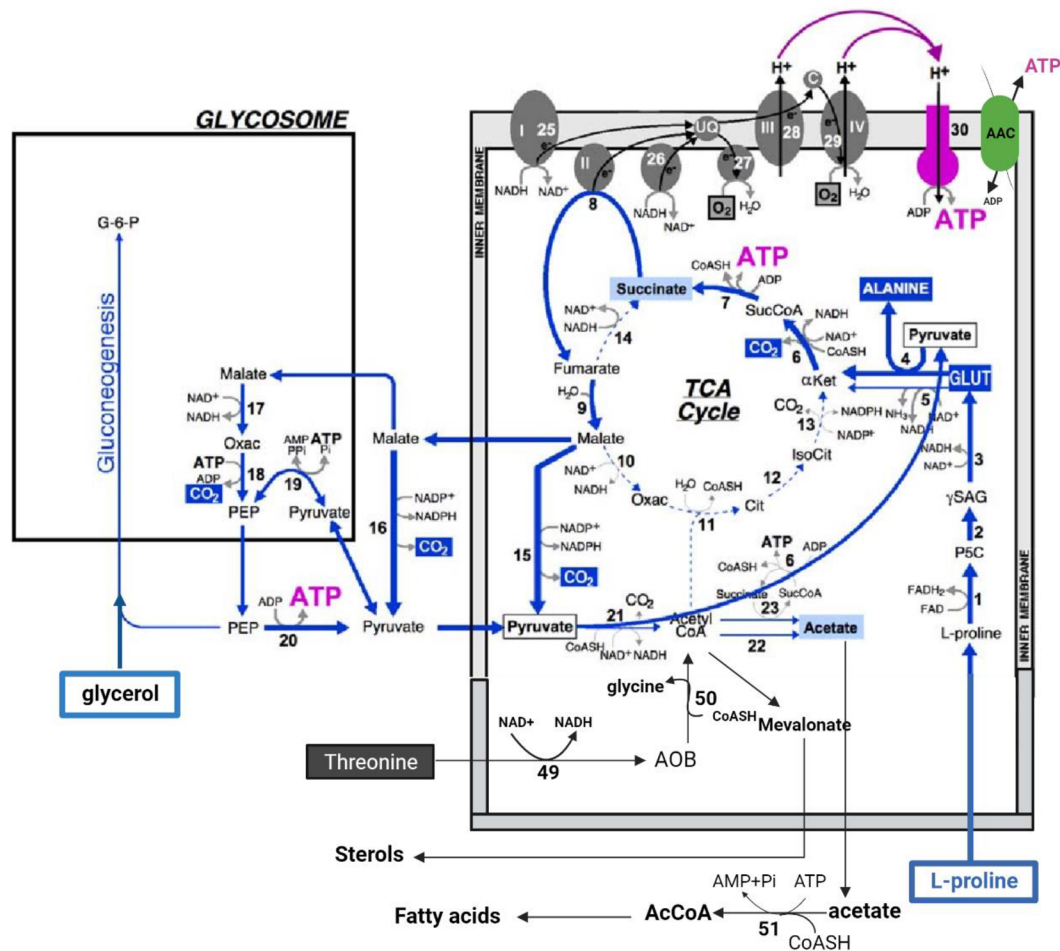 H+
H+
H+
ATP
C
GLYCOSOME
I
25
e-
UQ
III
e-
28
e-
29
IV
30
AAC
II
e-
26
e-
e-
27
NADH
NAD+
8
NADH
NAD+
O2
H2O
O2
H2O
ADP
ATP
ADP
INNER MEMBRANE
G-6-P
Gluconeogenesis
Succinate
CoASH
ATP
ADP
7
SucCoA
NAD+
NADH
14
Fumarate
H2O
9
CO2
6
NADH
NAD+
CoASH
ALANINE
Pyruvate
4
αKet
GLUT
5
NH3
NADH
NAD+
TCA
Cycle
CO2
13
NADPH
NADP+
IsoCit
12
Cit
NADH
NAD+
3
γSAG
2
P5C
FADH2
FAD
1
L-proline
INNER MEMBRANE
Malate
NAD+
NADH
17
Oxac
ATP
ADP
18
CO2
PEP
AMP
PPi
ATP
Pi
19
Pyruvate
Malate
NADP+
NADPH
16
CO2
Malate
10
NAD+
NADH
Oxac
H2O
CoASH
11
NADP+
15
NADPH
CO2
ATP
6
ADP
CoASH
Succinate
SucCoA
23
PEP
ADP
ATP
20
Pyruvate
Pyruvate
21
CO2
CoASH
NAD+
NADH
Acetyl
CoA
22
Acetate
glycerol
glycine
50
CoASH
Mevalonate
NAD+
NADH
Threonine
49
AOB
L-proline
Sterols
AMP+Pi
ATP
Fatty acids
AcCoA
51
acetate
CoASH